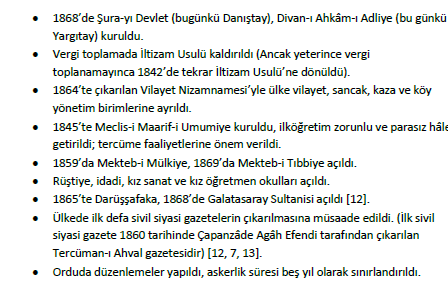 • 1868’de Şura-yı Devlet (bugünkü Danıştay), Divan-ı Ahkâm-ı Adliye (bu günkü
Yargıtay) kuruldu.
• Vergi toplamada İltizam Usulü kaldırıldı (Ancak yeterince vergi
toplanamayınca 1842’de tekrar İltizam Usulü’ne dönüldü).
• 1864’te çıkarılan Vilayet Nizamnamesi’yle ülke vilayet, sancak, kaza ve köy
yönetim birimlerine ayrıldı.
• 1845’te Meclis-i Maarif-i Umumiye kuruldu, ilköğretim zorunlu ve parasız hâle
getirildi; tercüme faaliyetlerine önem verildi.
• 1859’da Mekteb-i Mülkiye, 1869’da Mekteb-i Tıbbiye açıldı.
• Rüştiye, idadi, kız sanat ve kız öğretmen okulları açıldı.
• 1865’te Darüşşafaka, 1868’de Galatasaray Sultanisi açıldı [12].
• Ülkede ilk defa sivil siyasi gazetelerin çıkarılmasına müsaade edildi. (İlk sivil
siyasi gazete 1860 tarihinde Çapanzâde Agâh Efendi tarafından çıkarılan
Tercüman-ı Ahval gazetesidir) [12, 7, 13].
• Orduda düzenlemeler yapıldı, askerlik süresi beş yıl olarak sınırlandırıldı.